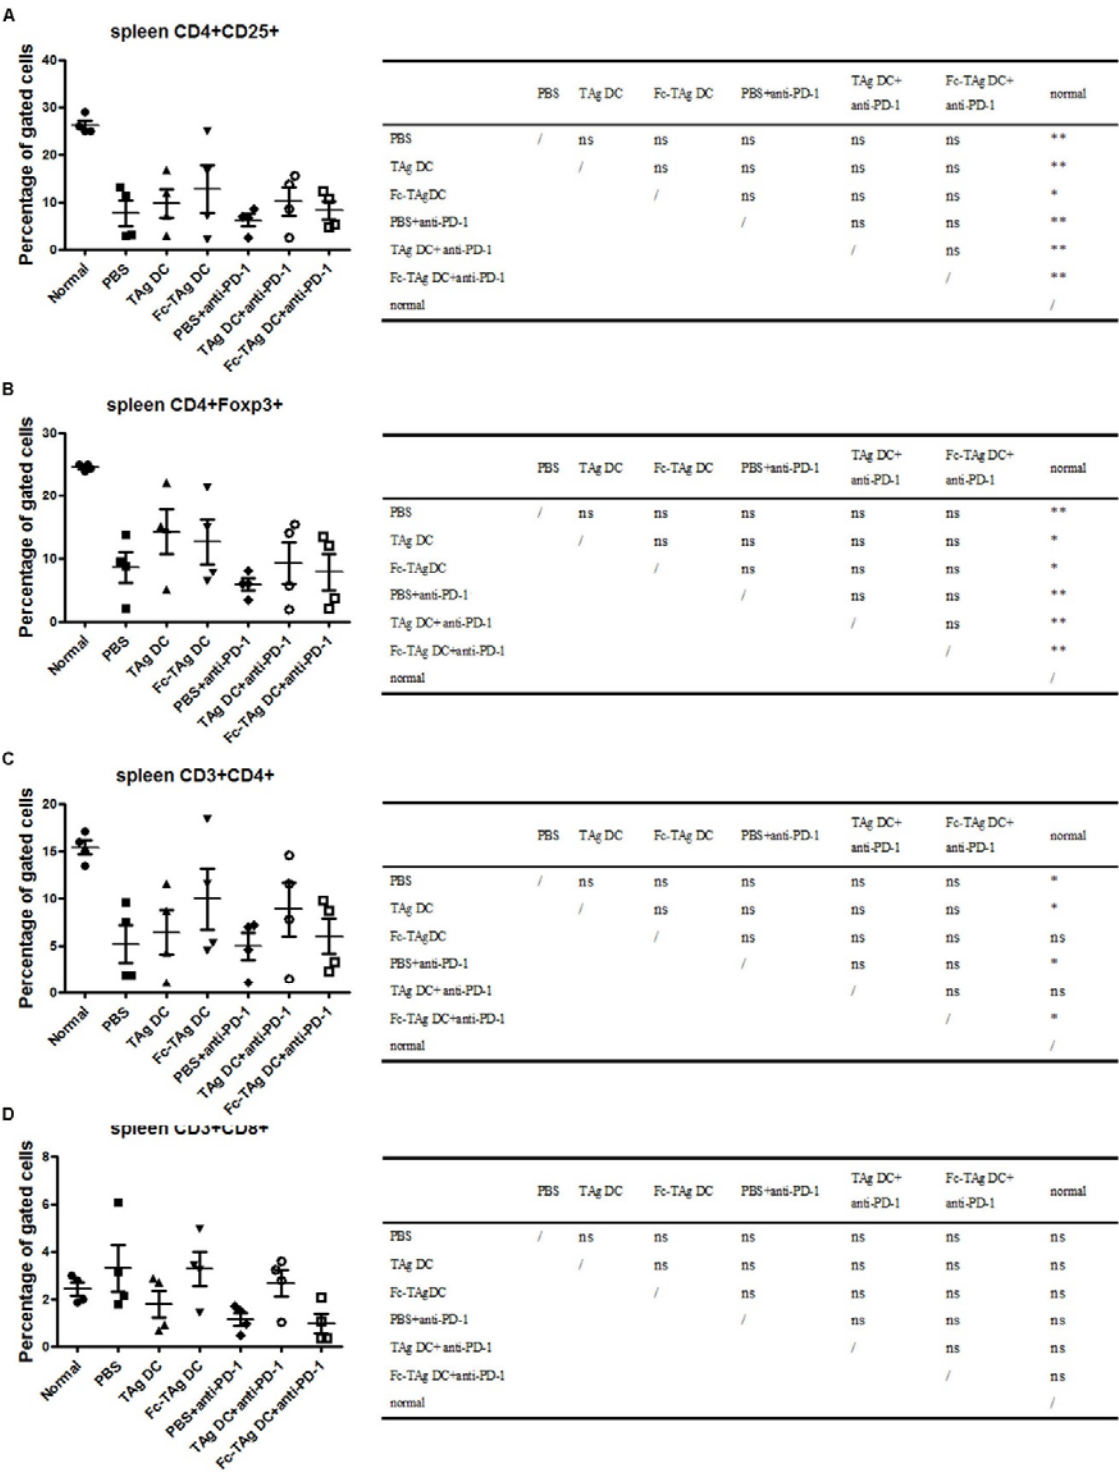 A
spleen CD4+CD25+
Percentage of gated cells
40
30
20
10
0
Normal
PBS
TAg DC
Fc-TAg DC
PBS+anti-PD-1
TAg DC+anti-PD-1
Fc-TAg DC+anti-PD-1
PBS TAg DC Fc-TAg DC PBS+anti-PD-1 TAg DC+ anti-PD-1 Fc-TAg DC+ anti-PD-1 normal
PBS / ns ns ns ns ns **
TAg DC / ns ns ns ns **
Fc-TAgDC / ns ns ns *
PBS+anti-PD-1 / ns ns **
TAg DC+ anti-PD-1 / ns **
Fc-TAg DC+anti-PD-1 / **
normal /
B
spleen CD4+Foxp3+
Percentage of gated cells
30
20
10
0
Normal
PBS
TAg DC
Fc-TAg DC
PBS+anti-PD-1
TAg DC+anti-PD-1
Fc-TAg DC+anti-PD-1
PBS TAg DC Fc-TAg DC PBS+anti-PD-1 TAg DC+ anti-PD-1 Fc-TAg DC+ anti-PD-1 normal
PBS / ns ns ns ns ns **
TAg DC / ns ns ns ns *
Fc-TAgDC / ns ns ns *
PBS+anti-PD-1 / ns ns **
TAg DC+ anti-PD-1 / ns **
Fc-TAg DC+anti-PD-1 / **
normal /
C
spleen CD3+CD4+
Percentage of gated cells
20
15
10
5
0
Normal
PBS
TAg DC
Fc-TAg DC
PBS+anti-PD-1
TAg DC+anti-PD-1
Fc-TAg DC+anti-PD-1
PBS TAg DC Fc-TAg DC PBS+anti-PD-1 TAg DC+ anti-PD-1 Fc-TAg DC+ anti-PD-1 normal
PBS / ns ns ns ns ns *
TAg DC / ns ns ns ns *
Fc-TAgDC / ns ns ns ns
PBS+anti-PD-1 / ns ns *
TAg DC+ anti-PD-1 / ns ns
Fc-TAg DC+anti-PD-1 / *
normal /
D
spleen CD3+CD8+
Percentage of gated cells
8
6
4
2
0
Normal
PBS
TAg DC
Fc-TAg DC
PBS+anti-PD-1
TAg DC+anti-PD-1
Fc-TAg DC+anti-PD-1
PBS TAg DC Fc-TAg DC PBS+anti-PD-1 TAg DC+ anti-PD-1 Fc-TAg DC+ anti-PD-1 normal
PBS / ns ns ns ns ns ns
TAg DC / ns ns ns ns ns
Fc-TAgDC / ns ns ns ns
PBS+anti-PD-1 / ns ns ns
TAg DC+ anti-PD-1 / ns ns
Fc-TAg DC+anti-PD-1 / ns
normal /